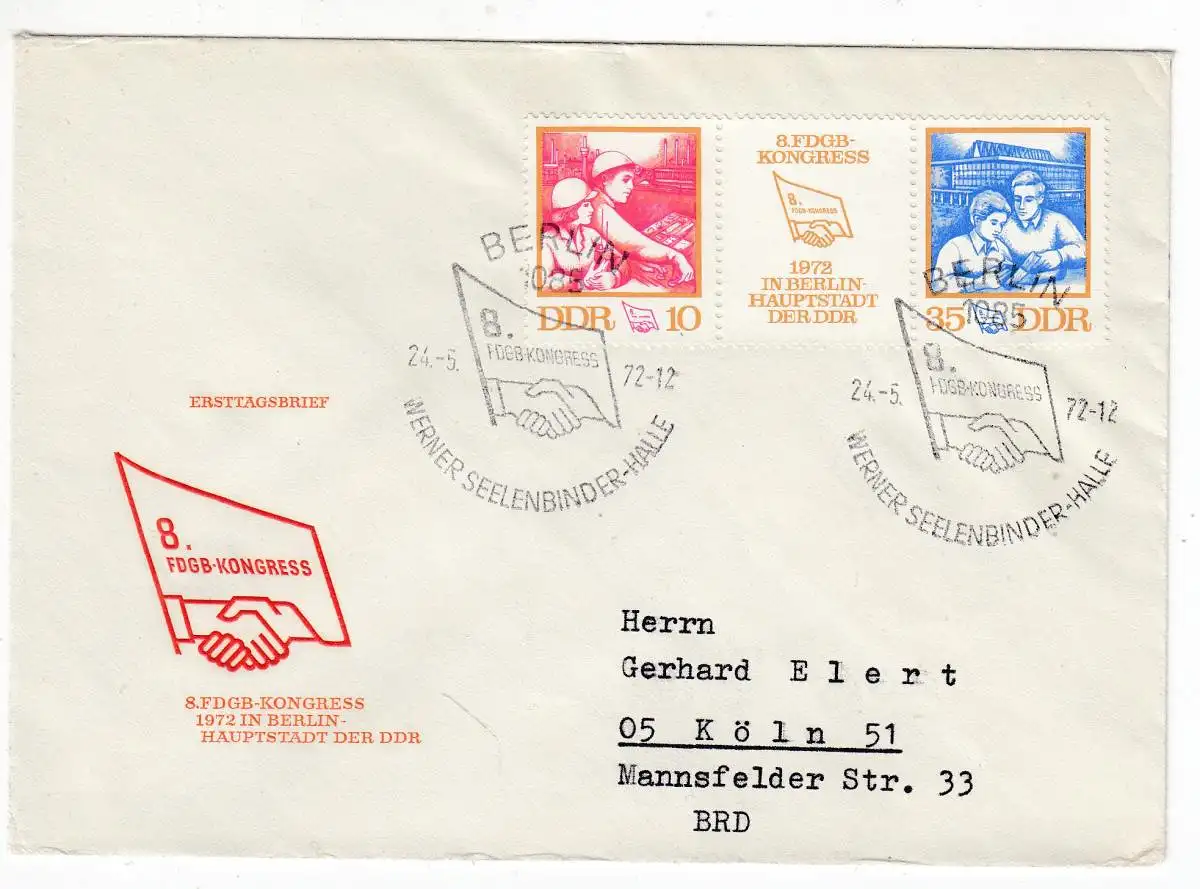 8.FDGB-
KONGRESS
8.
FDGB-KONGRESS
1972
IN BERLIN-
HAUPTSTADT
DER DDR
DDR 10
35 DDR
BERLIN
1085
8.
FDGB-KONGRESS
24.-5. 72-12
WERNER SEELENBINDER-HALLE
BERLIN
1085
8.
FDGB-KONGRESS
24.-5. 72-12
WERNER SEELENBINDER-HALLE
ERSTTAGSBRIEF
8.
FDGB-KONGRESS
8.FDGB-KONGRESS
1972 IN BERLIN-
HAUPTSTADT DER DDR
Herrn
Gerhard E l e r t
05 K ö l n 51
Mannsfelder Str. 33
BRD